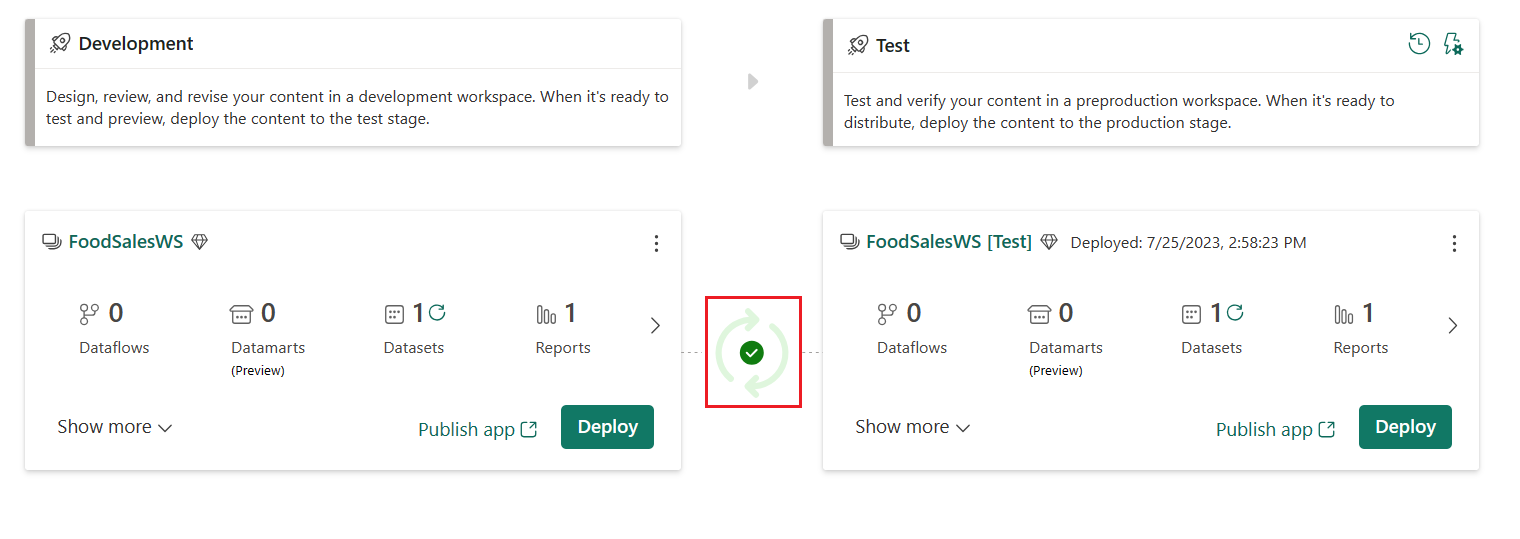 Development
Design, review, and revise your content in a development workspace. When it's ready to
test and preview, deploy the content to the test stage.
Test
Test and verify your content in a preproduction workspace. When it's ready to
distribute, deploy the content to the production stage.
FoodSalesWS
0
Dataflows
0
Datamarts
(Preview)
1
Datasets
1
Reports
Show more
Publish app
Deploy
FoodSalesWS [Test]
Deployed: 7/25/2023, 2:58:23 PM
0
Dataflows
0
Datamarts
(Preview)
1
Datasets
1
Reports
Show more
Publish app
Deploy